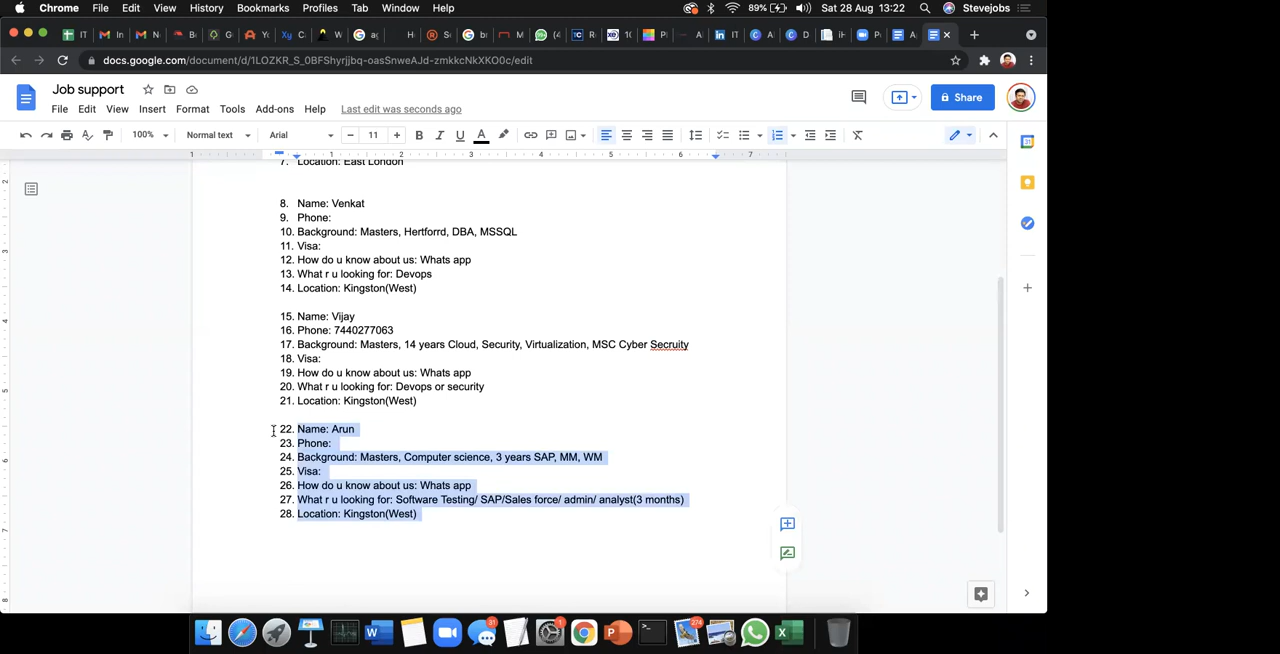 Chrome File Edit View History Bookmarks Profiles Tab Window Help 89% Sat 28 Aug 13:22 Stevejobs
docs.google.com/document/d/1LOZKR_S_0BFShyrjjbq-oasSnweAJd-zmkkcNkXKO0c/edit
Job support
File Edit View Insert Format Tools Add-ons Help Last edit was seconds ago
Share
100% Normal text Arial 11
7. Location: East London
8. Name: Venkat
9. Phone:
10. Background: Masters, Hertforrd, DBA, MSSQL
11. Visa:
12. How do u know about us: Whats app
13. What r u looking for: Devops
14. Location: Kingston(West)
15. Name: Vijay
16. Phone: 7440277063
17. Background: Masters, 14 years Cloud, Security, Virtualization, MSC Cyber Secruity
18. Visa:
19. How do u know about us: Whats app
20. What r u looking for: Devops or security
21. Location: Kingston(West)
22. Name: Arun
23. Phone:
24. Background: Masters, Computer science, 3 years SAP, MM, WM
25. Visa:
26. How do u know about us: Whats app
27. What r u looking for: Software Testing/ SAP/Sales force/ admin/ analyst(3 months)
28. Location: Kingston(West)